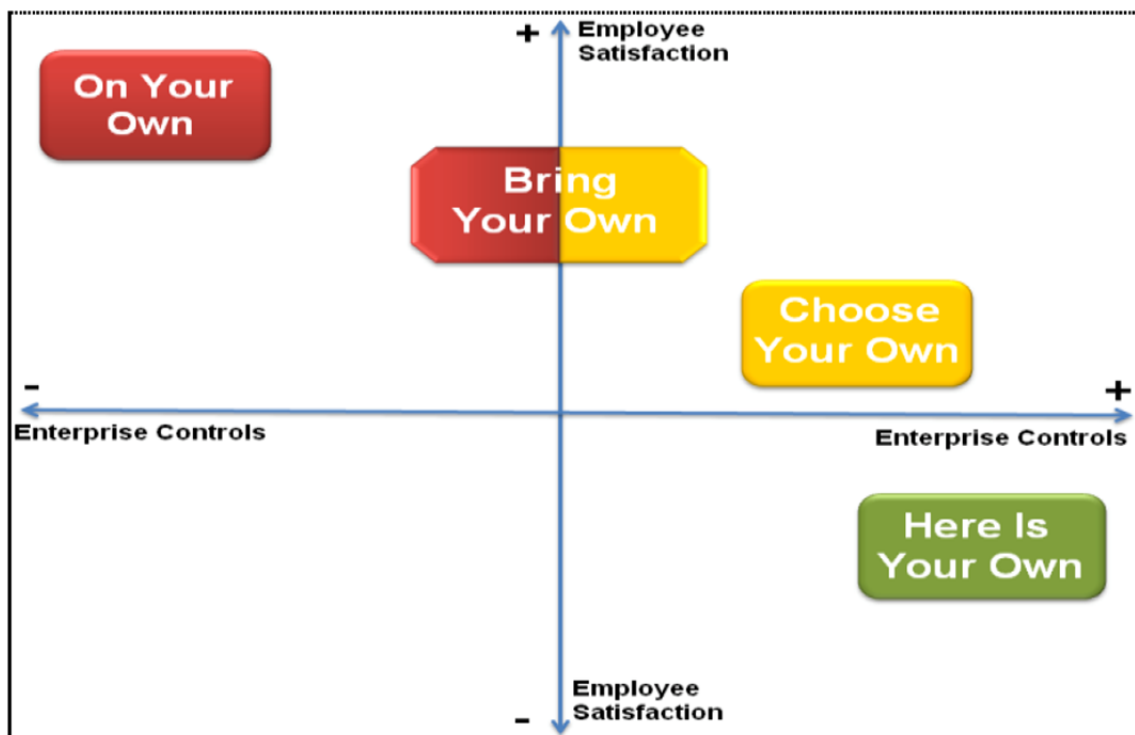 +
Employee
Satisfaction
On Your
Own
Bring
Your Own
Choose
Your Own
-
+
Enterprise Controls
Enterprise Controls
Here Is
Your Own
Employee
Satisfaction
-